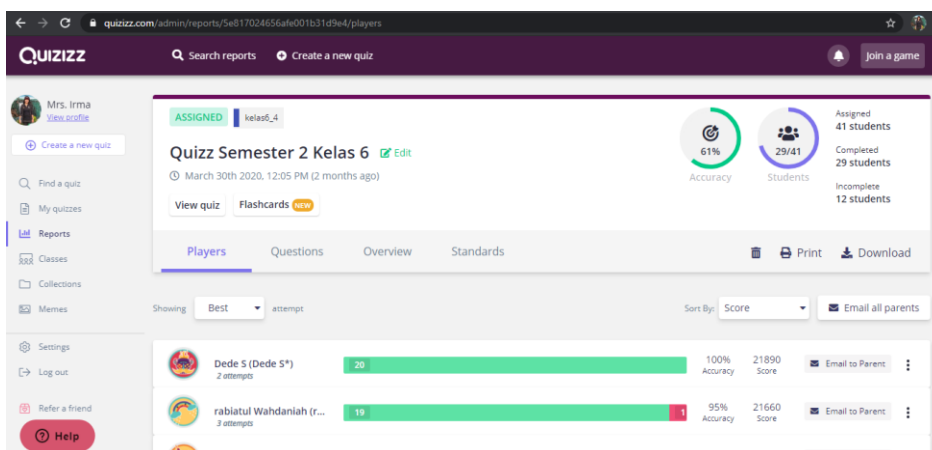 quizizz.com/admin/reports/5e817024656afe001b31d9e4/players
QUIZIZZ
Search reports
Create a new quiz
Join a game
Mrs. Irma
View profile
Create a new quiz
Find a quiz
My quizzes
Reports
Classes
Collections
Memes
Settings
Log out
Refer a friend
Help
ASSIGNED
kelas6_4
Quizz Semester 2 Kelas 6 Edit
March 30th 2020, 12:05 PM (2 months ago)
View quiz Flashcards NEW
61%
Accuracy
29/41
Students
Assigned
41 students
Completed
29 students
Incomplete
12 students
Players Questions Overview Standards
Print Download
Showing Best attempt
Sort By: Score
Email all parents
Dede S (Dede S*)
2 attempts
20
100%
Accuracy
21890
Score
Email to Parent
rabiatul Wahdaniah (r...
3 attempts
19 1
95%
Accuracy
21660
Score
Email to Parent